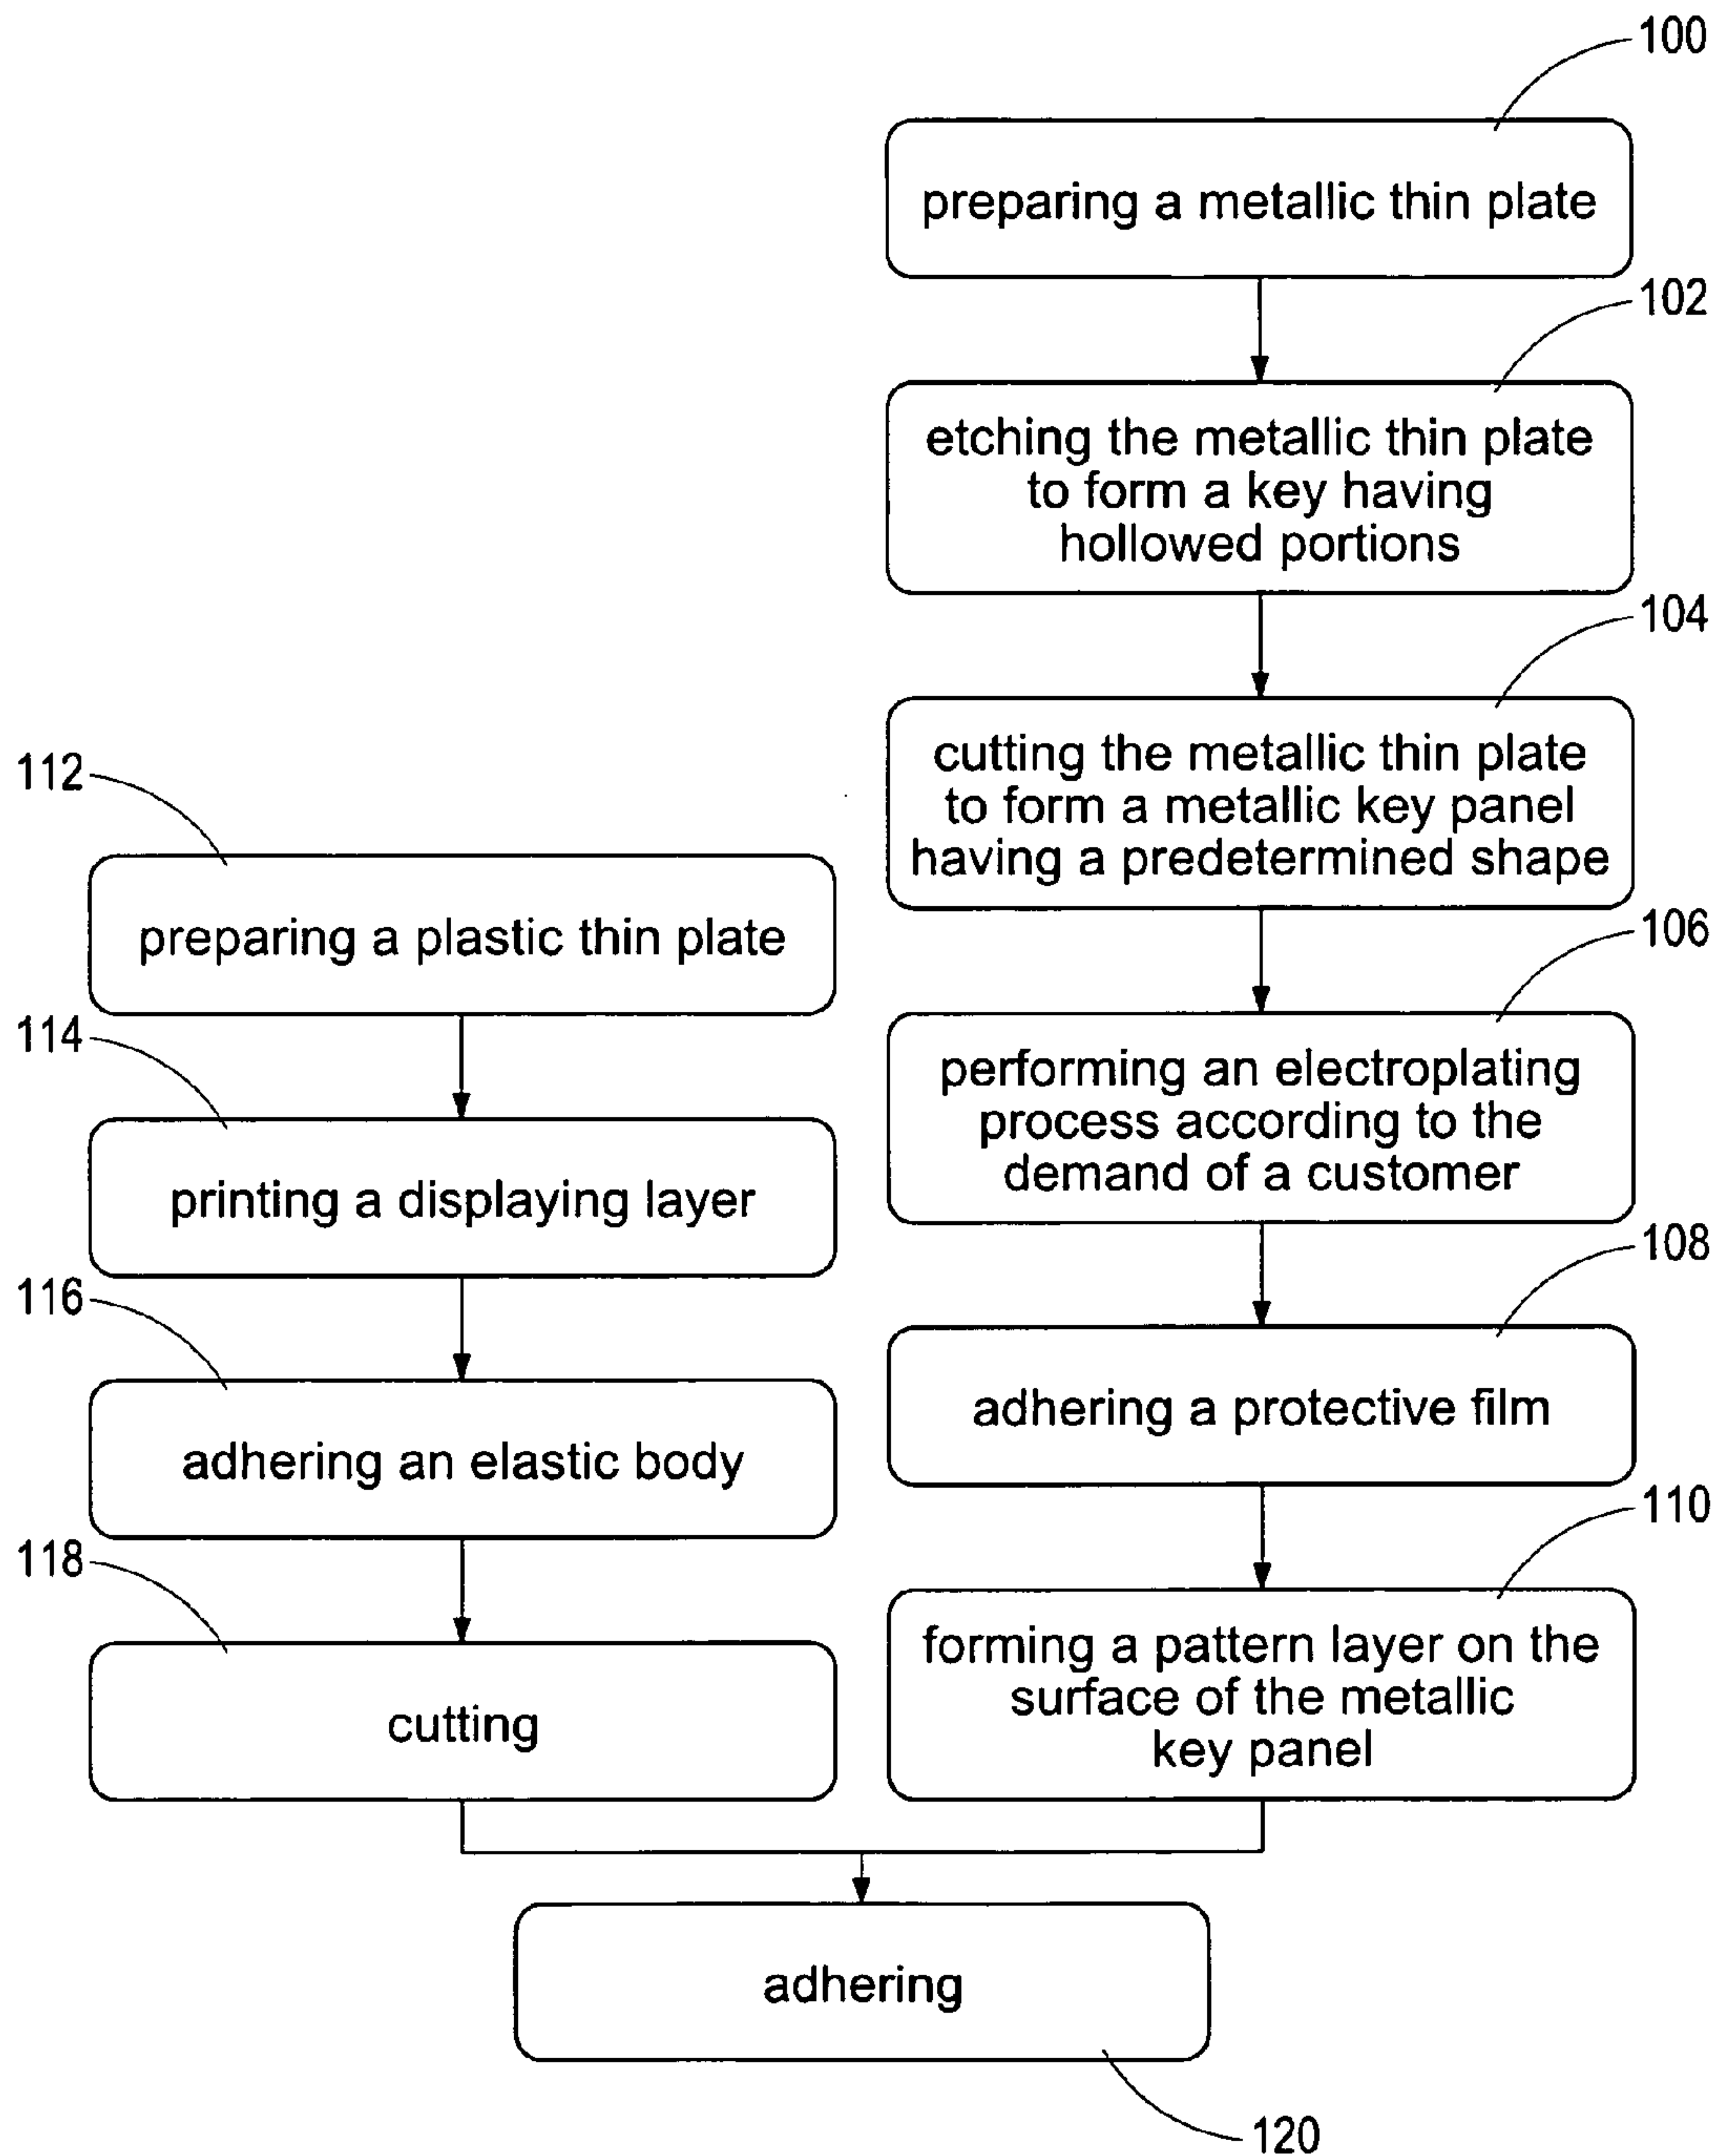 100
preparing a metallic thin plate
102
etching the metallic thin plate
to form a key having
hollowed portions
104
cutting the metallic thin plate
to form a metallic key panel
having a predetermined shape
106
performing an electroplating
process according to the
demand of a customer
108
adhering a protective film
110
forming a pattern layer on the
surface of the metallic
key panel
112
preparing a plastic thin plate
114
printing a displaying layer
116
adhering an elastic body
118
cutting
adhering
120